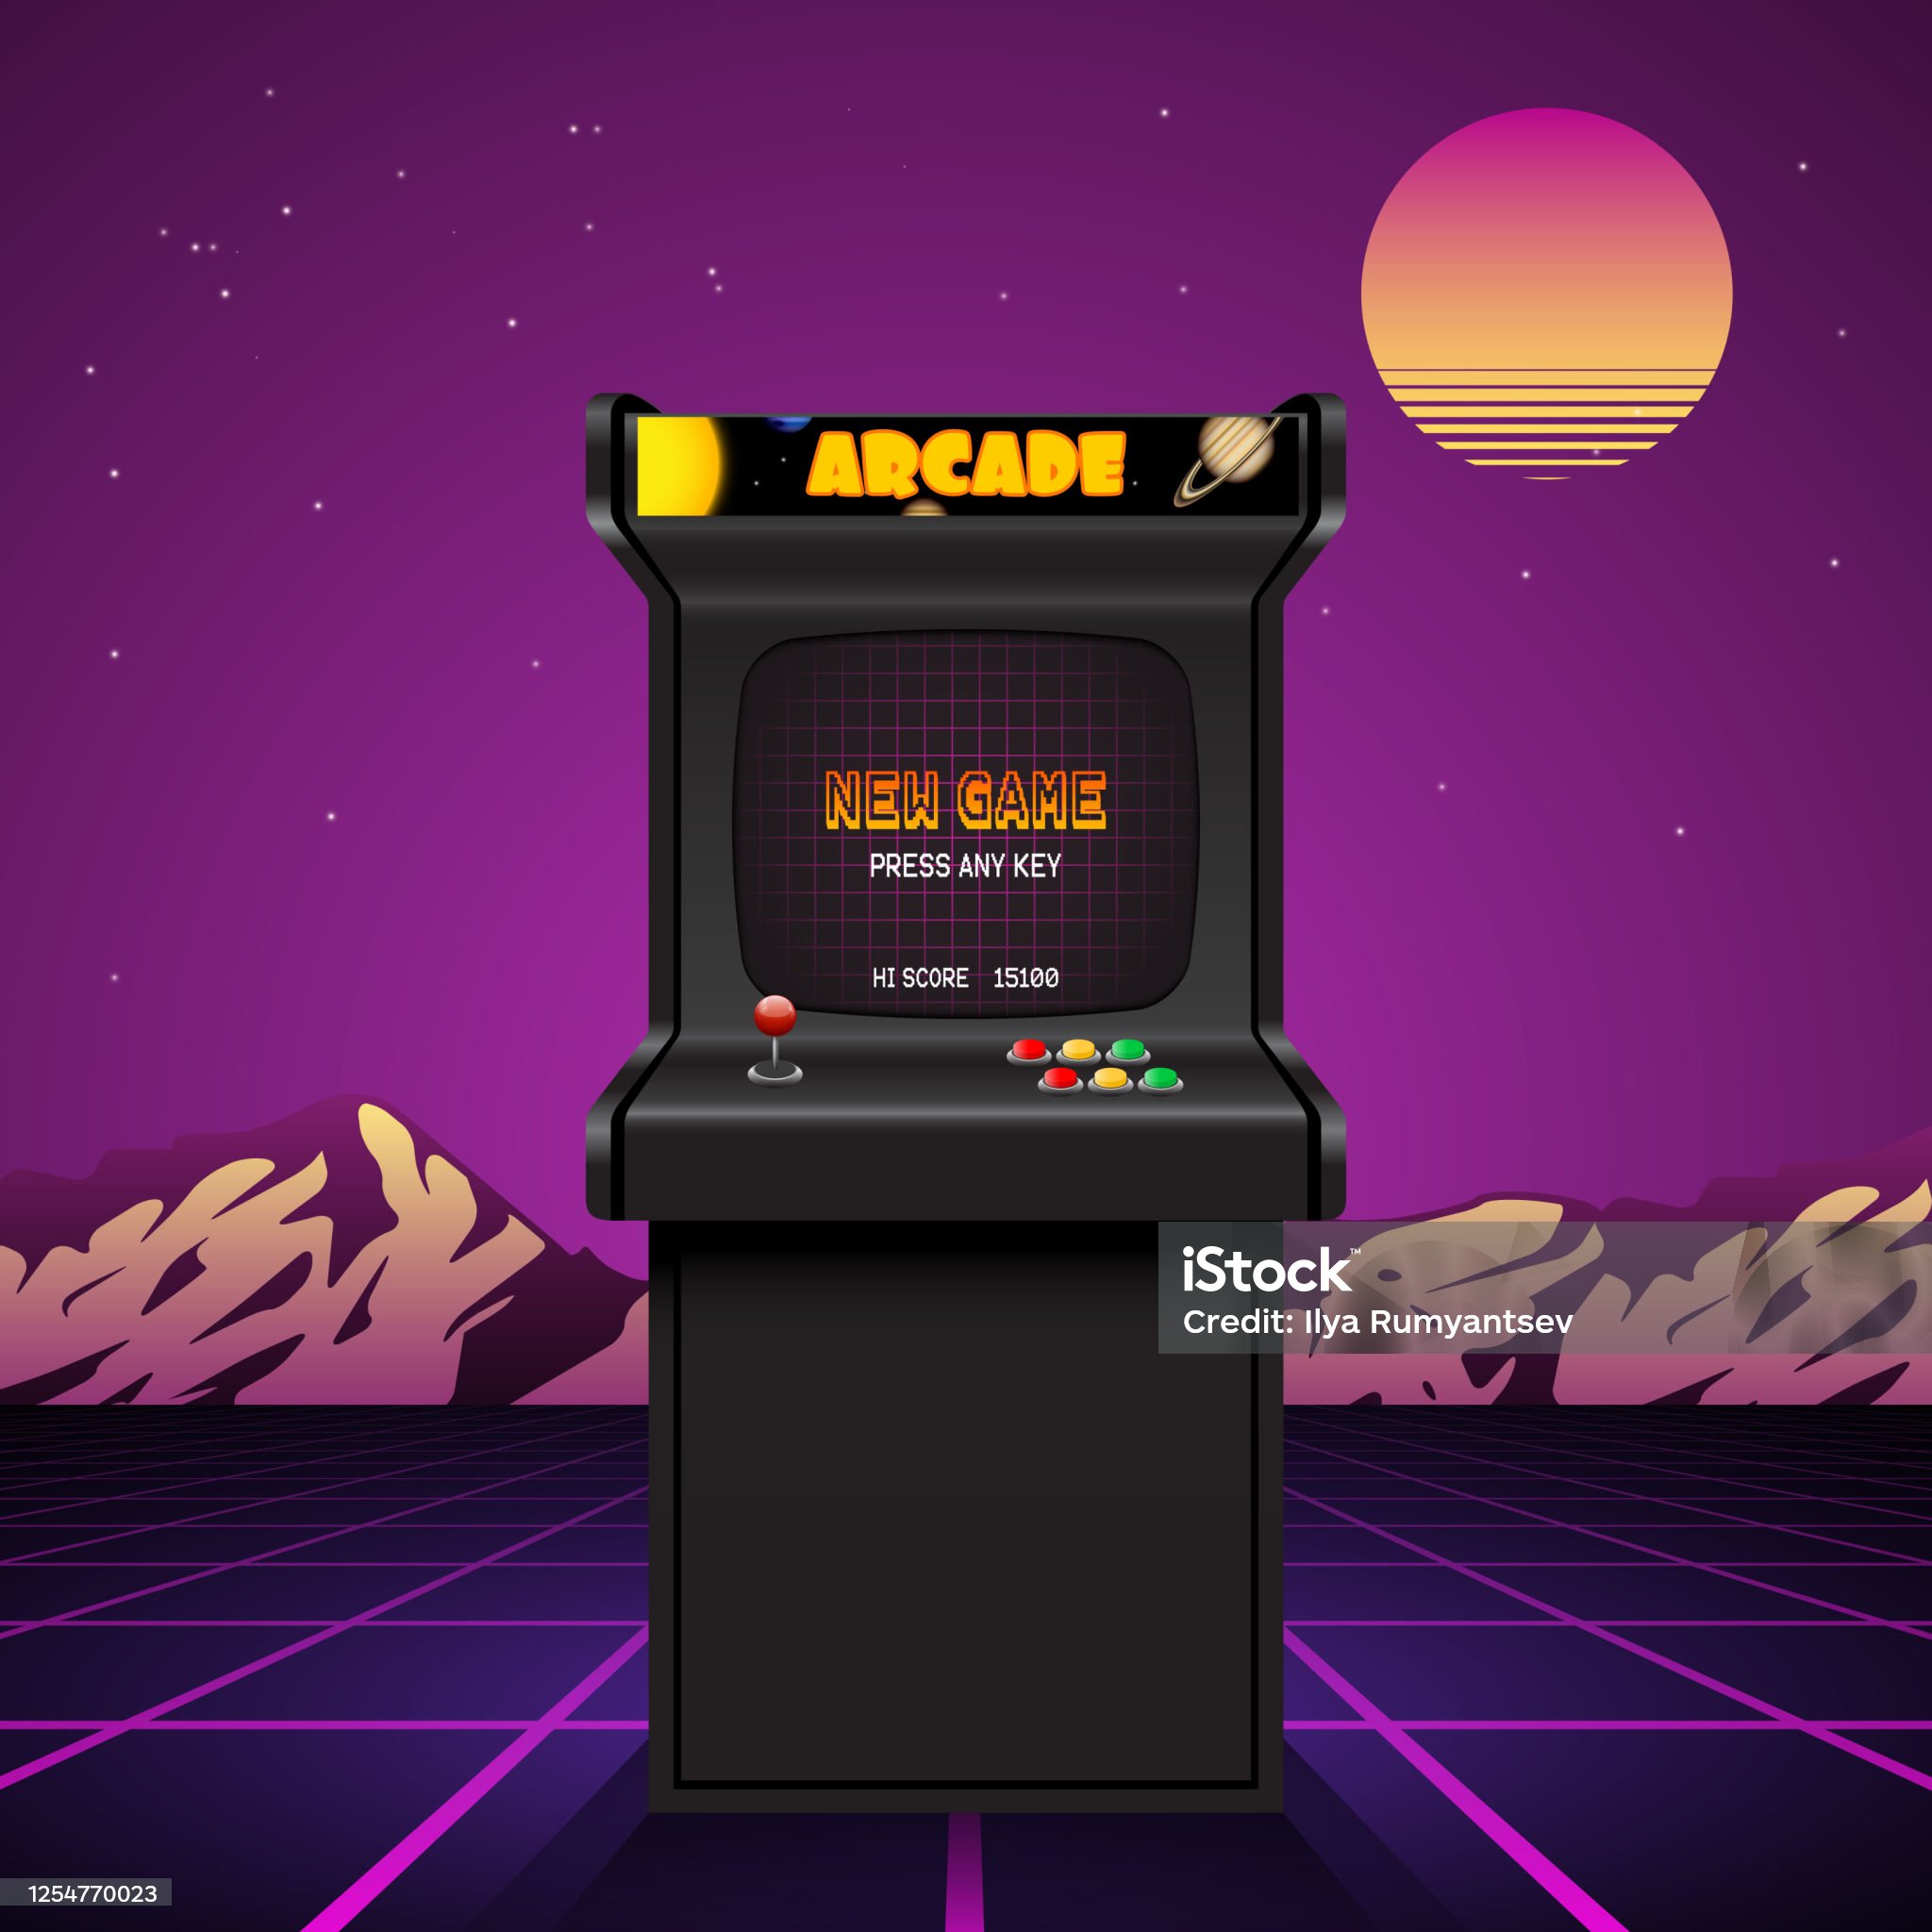 ARCADE
NEW GAME
PRESS ANY KEY
HI SCORE 15100
iStock™
Credit: Ilya Rumyantsev
1254770023